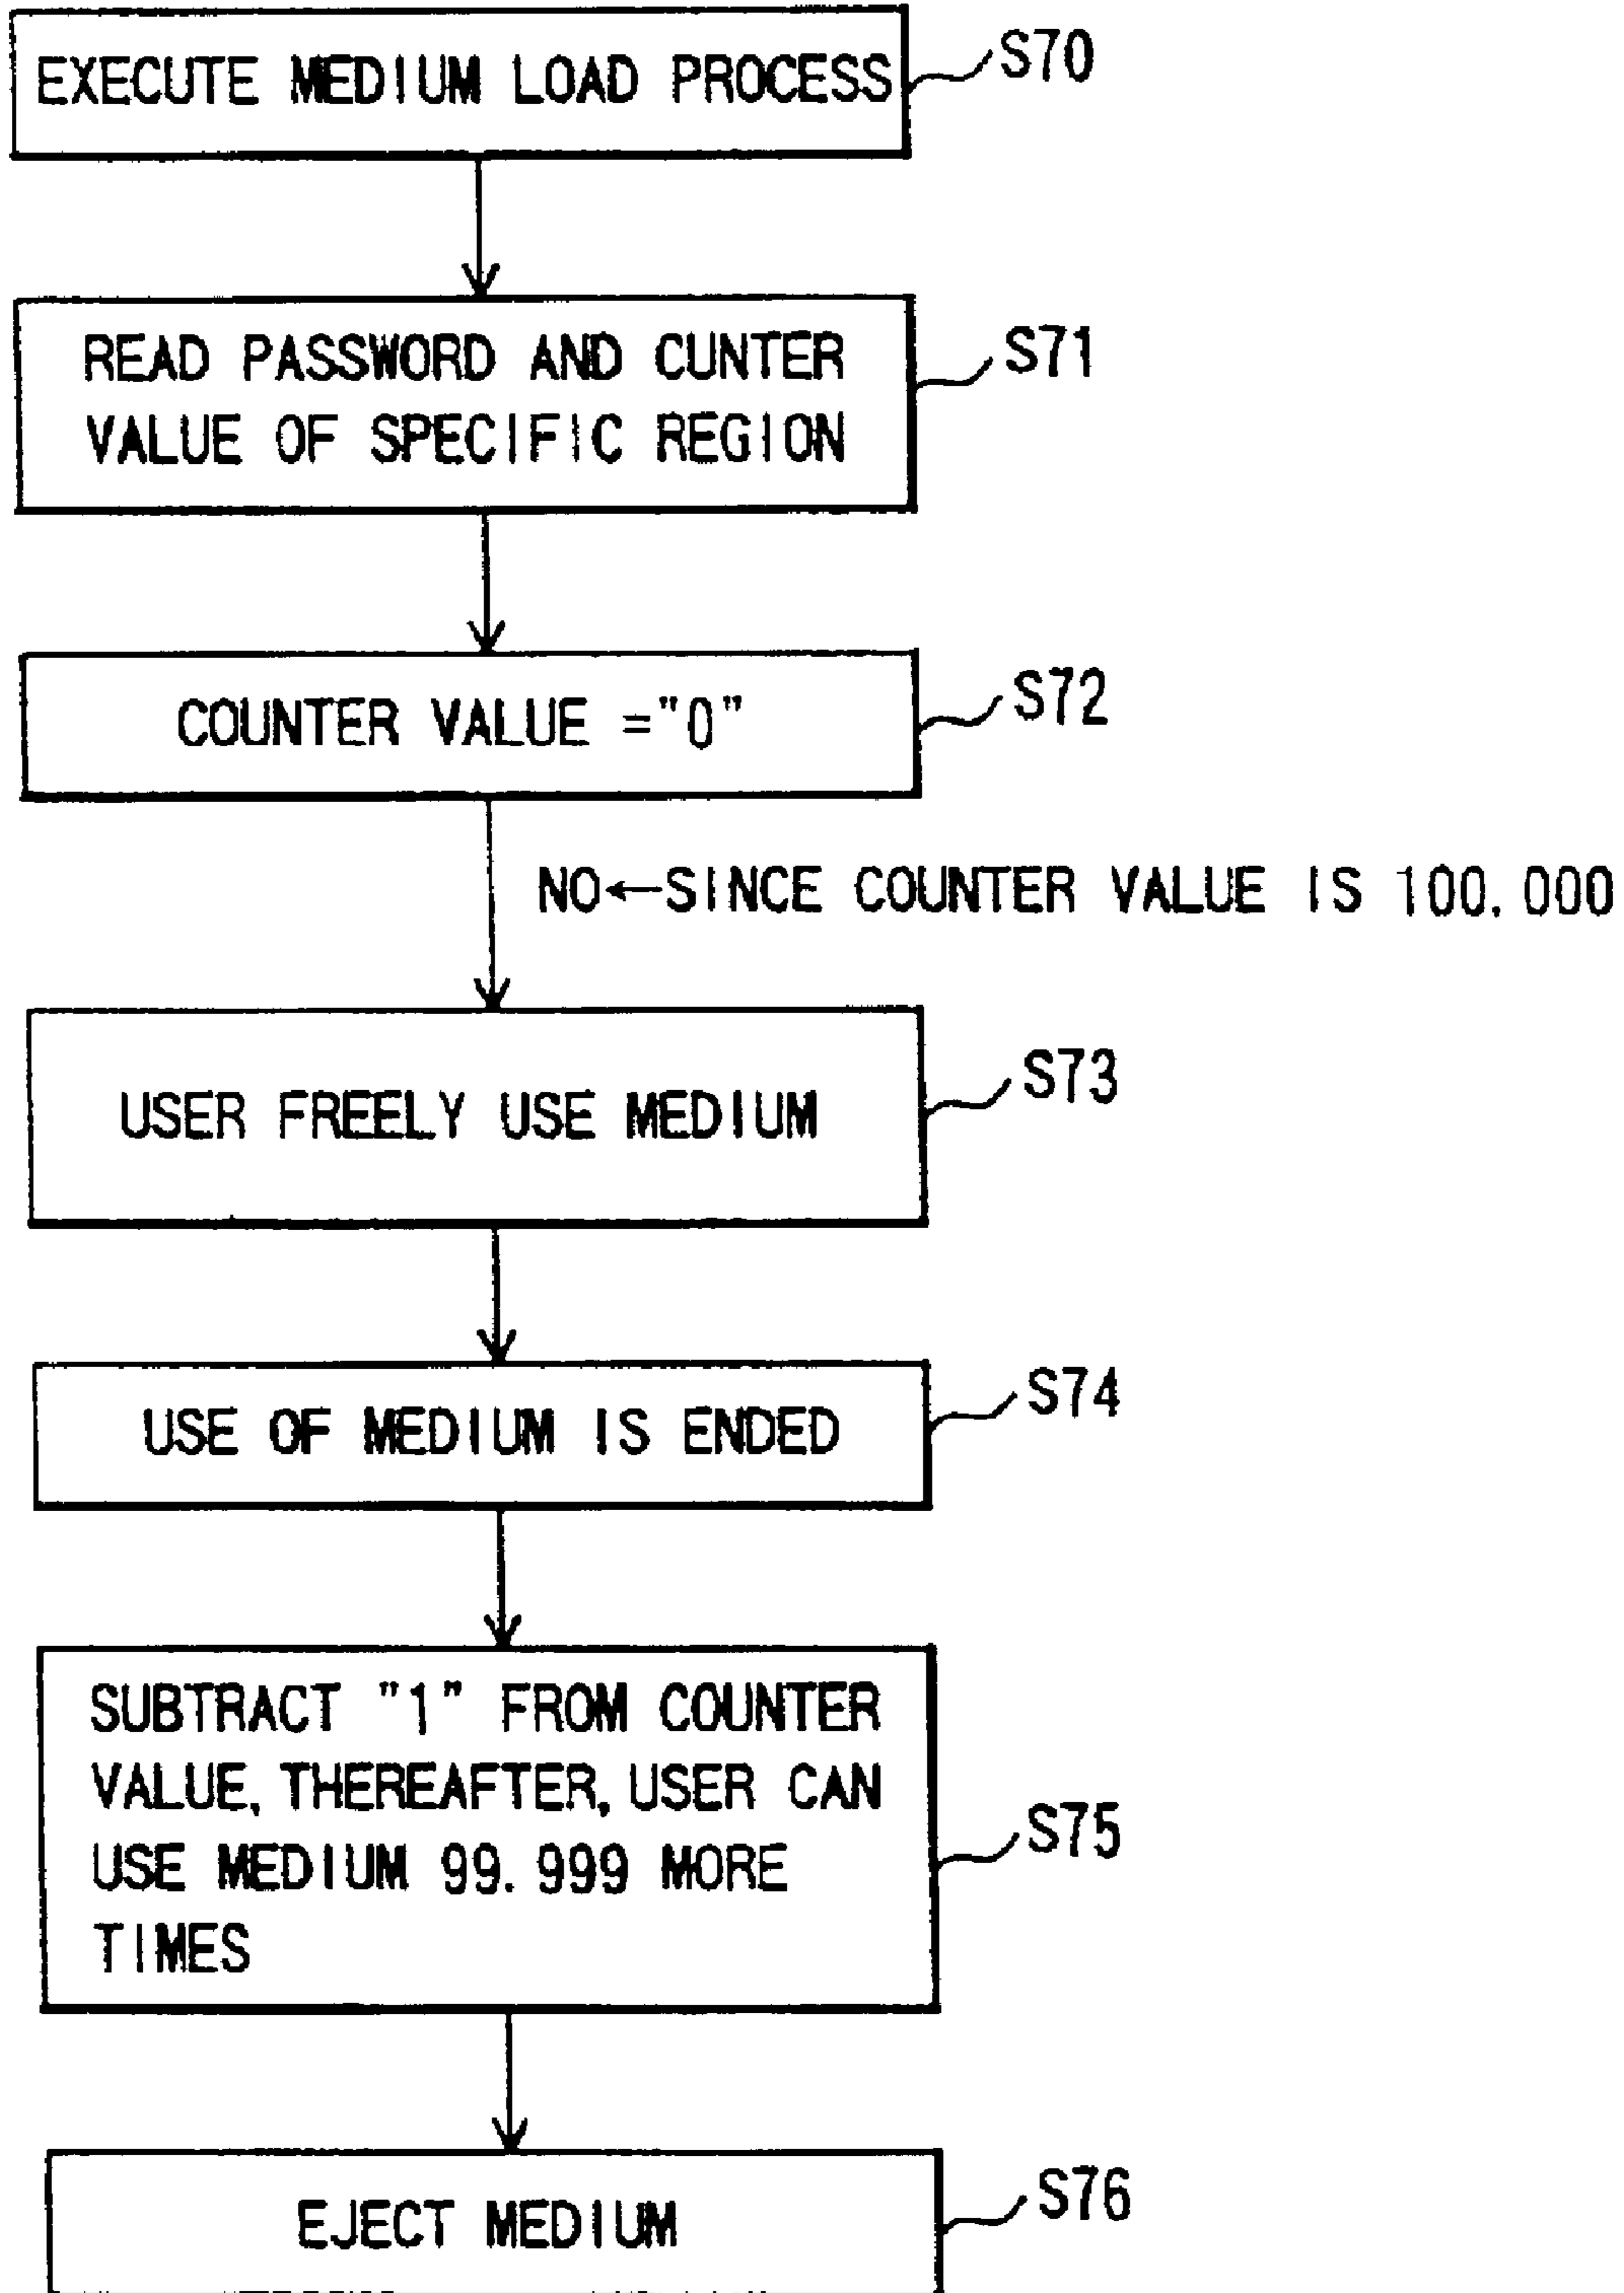 EXECUTE MEDIUM LOAD PROCESS
S70
READ PASSWORD AND CUNTER
VALUE OF SPECIFIC REGION
S71
COUNTER VALUE ="0"
S72
NO←SINCE COUNTER VALUE IS 100.000
USER FREELY USE MEDIUM
S73
USE OF MEDIUM IS ENDED
S74
SUBTRACT "1" FROM COUNTER
VALUE, THEREAFTER, USER CAN
USE MEDIUM 99.999 MORE
TIMES
S75
EJECT MEDIUM
S76